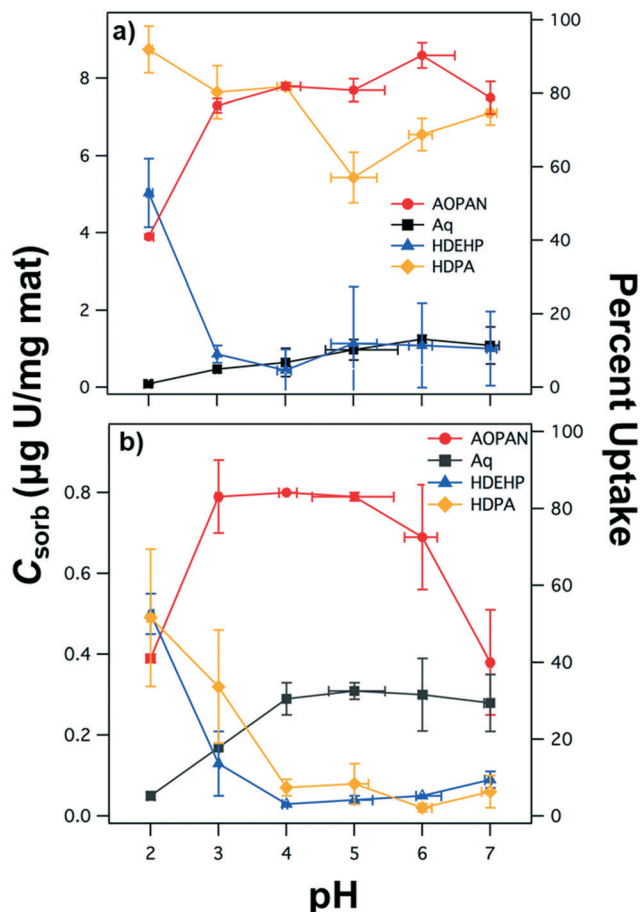 a)
100
80
60
40
20
0
8
6
4
2
0
AOPAN
Aq
HDEHP
HDPA
C sorb (µg U/mg mat)
Percent Uptake
b)
100
80
60
40
20
0
0.8
0.6
0.4
0.2
0.0
AOPAN
Aq
HDEHP
HDPA
2 3 4 5 6 7
pH